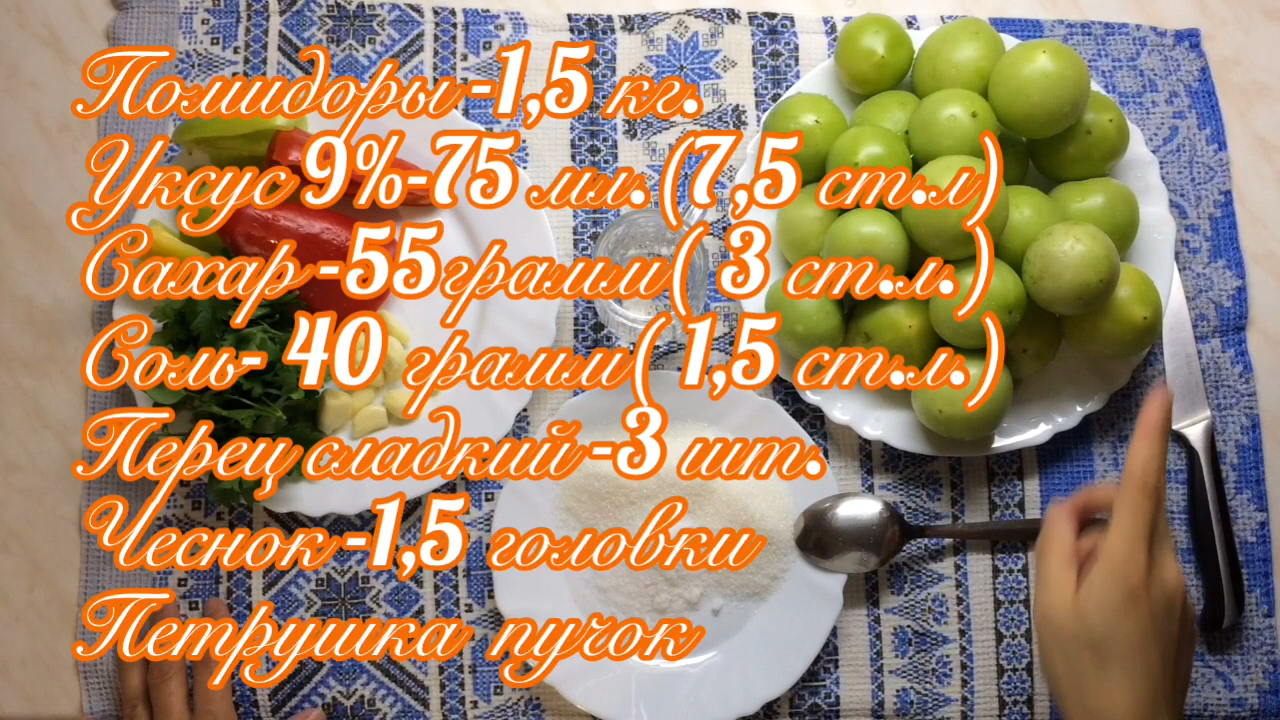 Помидоры -1,5 кг.
Уксус 9%-75 мл.(7,5 ст.л)
Сахар -55грамм( 3 ст.л.)
Соль- 40 грамм( 1,5 ст.л.)
Перец сладкий -3 шт.
Чеснок -1,5 головки
Петрушка пучок